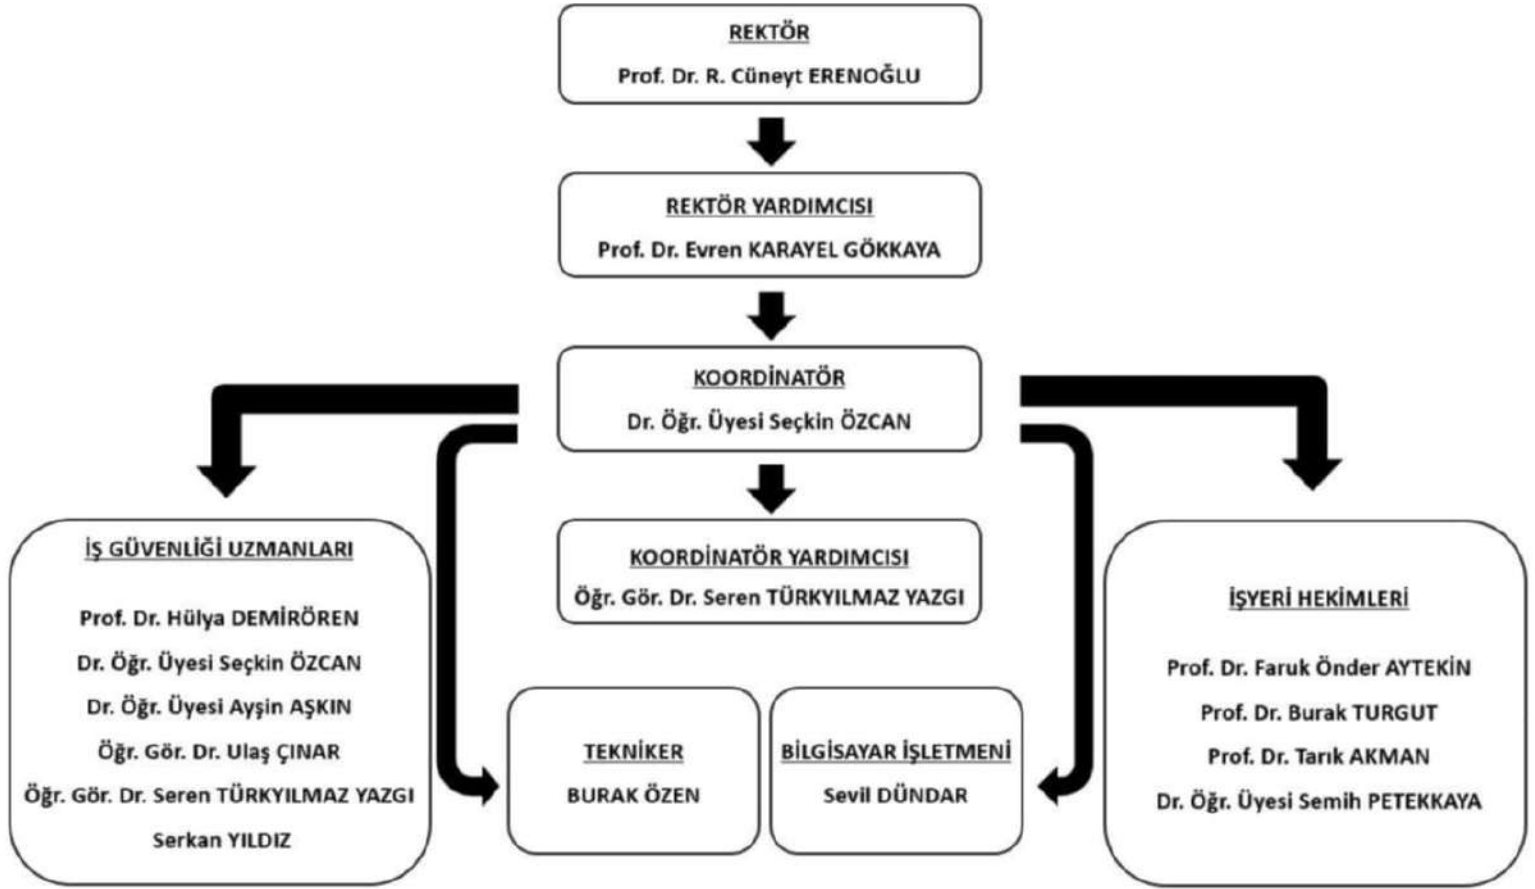 REKTÖR
Prof. Dr. R. Cüneyt ERENOĞLU
REKTÖR YARDIMCISI
Prof. Dr. Evren KARAYEL GÖKKAYA
KOORDİNATÖR
Dr. Öğr. Üyesi Seçkin ÖZCAN
KOORDİNATÖR YARDIMCISI
Öğr. Gör. Dr. Seren TÜRKYILMAZ YAZGI
İŞ GÜVENLİĞİ UZMANLARI
Prof. Dr. Hülya DEMİRÖREN
Dr. Öğr. Üyesi Seçkin ÖZCAN
Dr. Öğr. Üyesi Ayşin AŞKIN
Öğr. Gör. Dr. Ulaş ÇINAR
Öğr. Gör. Dr. Seren TÜRKYILMAZ YAZGI
Serkan YILDIZ
TEKNİKER
BURAK ÖZEN
BİLGİSAYAR İŞLETMENİ
Sevil DÜNDAR
İŞYERİ HEKİMLERİ
Prof. Dr. Faruk Önder AYTEKİN
Prof. Dr. Burak TURGUT
Prof. Dr. Tarık AKMAN
Dr. Öğr. Üyesi Semih PETEKKAYA